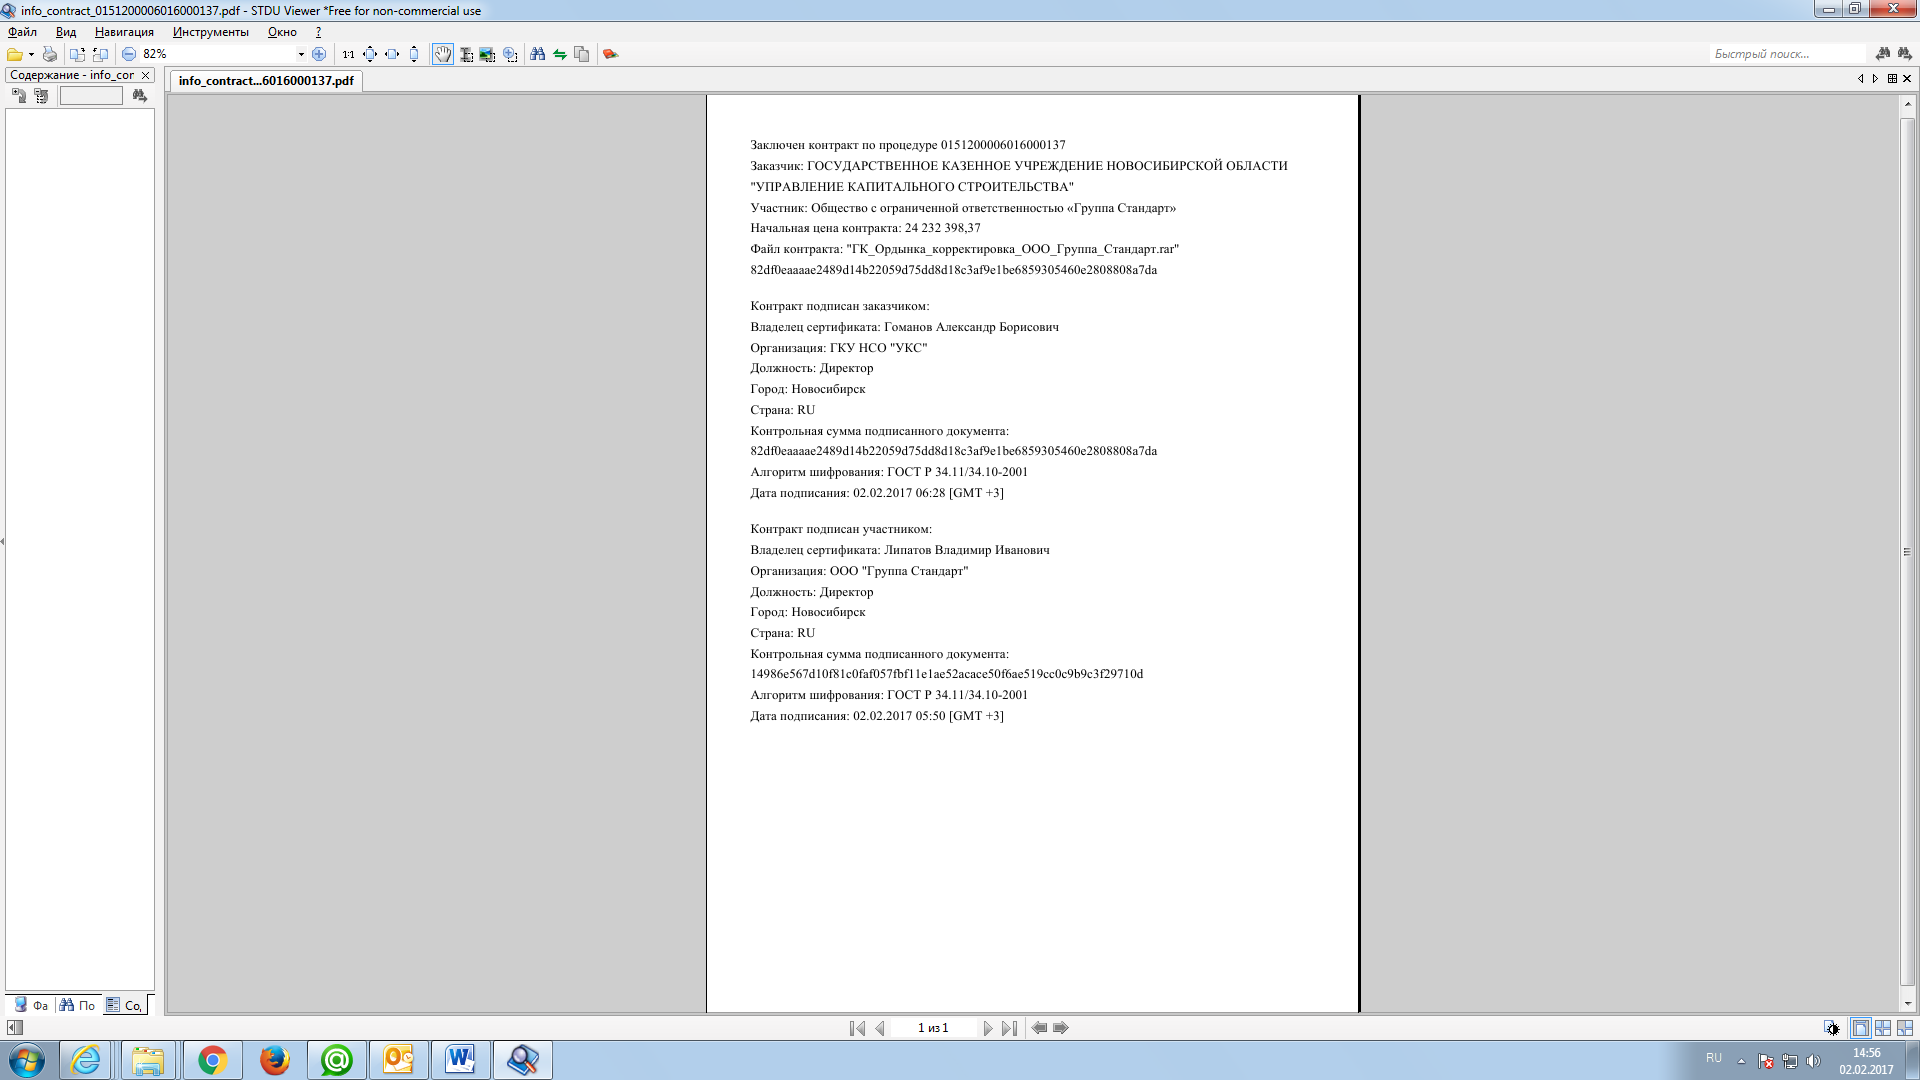 info_contract_0151200006016000137.pdf - STDU Viewer *Free for non-commercial use
Файл Вид Навигация Инструменты Окно ?
82%
1:1
Быстрый поиск...
Содержание - info_cor
info_contract...6016000137.pdf
Заключен контракт по процедуре 0151200006016000137
Заказчик: ГОСУДАРСТВЕННОЕ КАЗЕННОЕ УЧРЕЖДЕНИЕ НОВОСИБИРСКОЙ ОБЛАСТИ
"УПРАВЛЕНИЕ КАПИТАЛЬНОГО СТРОИТЕЛЬСТВА"
Участник: Общество с ограниченной ответственностью «Группа Стандарт»
Начальная цена контракта: 24 232 398,37
Файл контракта: "ГК_Ордынка_корректировка_ООО_Группа_Стандарт.rar"
82df0eaaaae2489d14b22059d75dd8d18c3af9e1be6859305460e2808808a7da
Контракт подписан заказчиком:
Владелец сертификата: Гоманов Александр Борисович
Организация: ГКУ НСО "УКС"
Должность: Директор
Город: Новосибирск
Страна: RU
Контрольная сумма подписанного документа:
82df0eaaaae2489d14b22059d75dd8d18c3af9e1be6859305460e2808808a7da
Алгоритм шифрования: ГОСТ Р 34.11/34.10-2001
Дата подписания: 02.02.2017 06:28 [GMT +3]
Контракт подписан участником:
Владелец сертификата: Липатов Владимир Иванович
Организация: ООО "Группа Стандарт"
Должность: Директор
Город: Новосибирск
Страна: RU
Контрольная сумма подписанного документа:
14986e567d10f81c0faf057fbf11e1ae52acace50f6ae519cc0c9b9c3f29710d
Алгоритм шифрования: ГОСТ Р 34.11/34.10-2001
Дата подписания: 02.02.2017 05:50 [GMT +3]
Фа По Со,
1 из 1
RU
14:56
02.02.2017